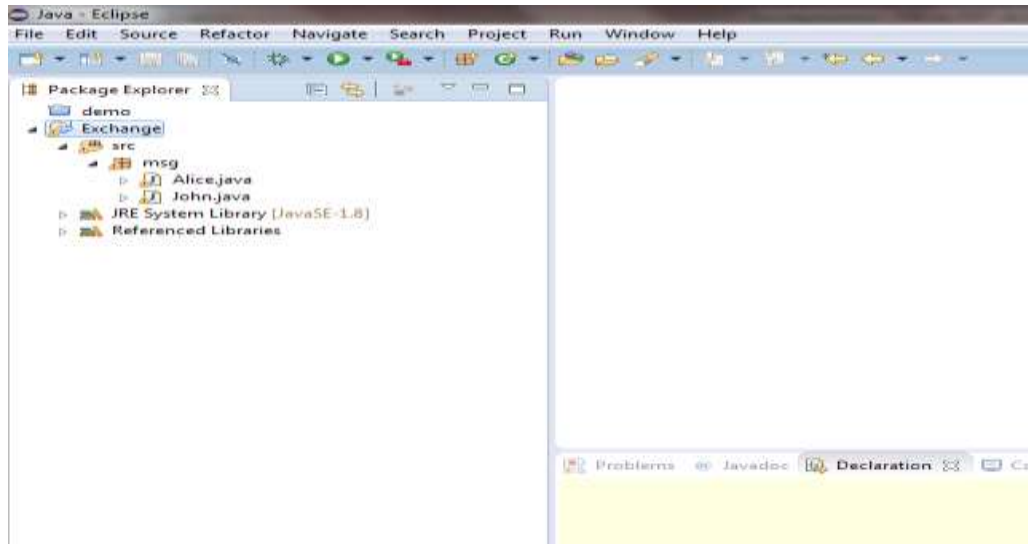 Java - Eclipse
File Edit Source Refactor Navigate Search Project Run Window Help
Package Explorer
demo
Exchange
src
msg
Alice.java
John.java
JRE System Library [JavaSE-1.8]
Referenced Libraries
Problems @ Javadoc Declaration